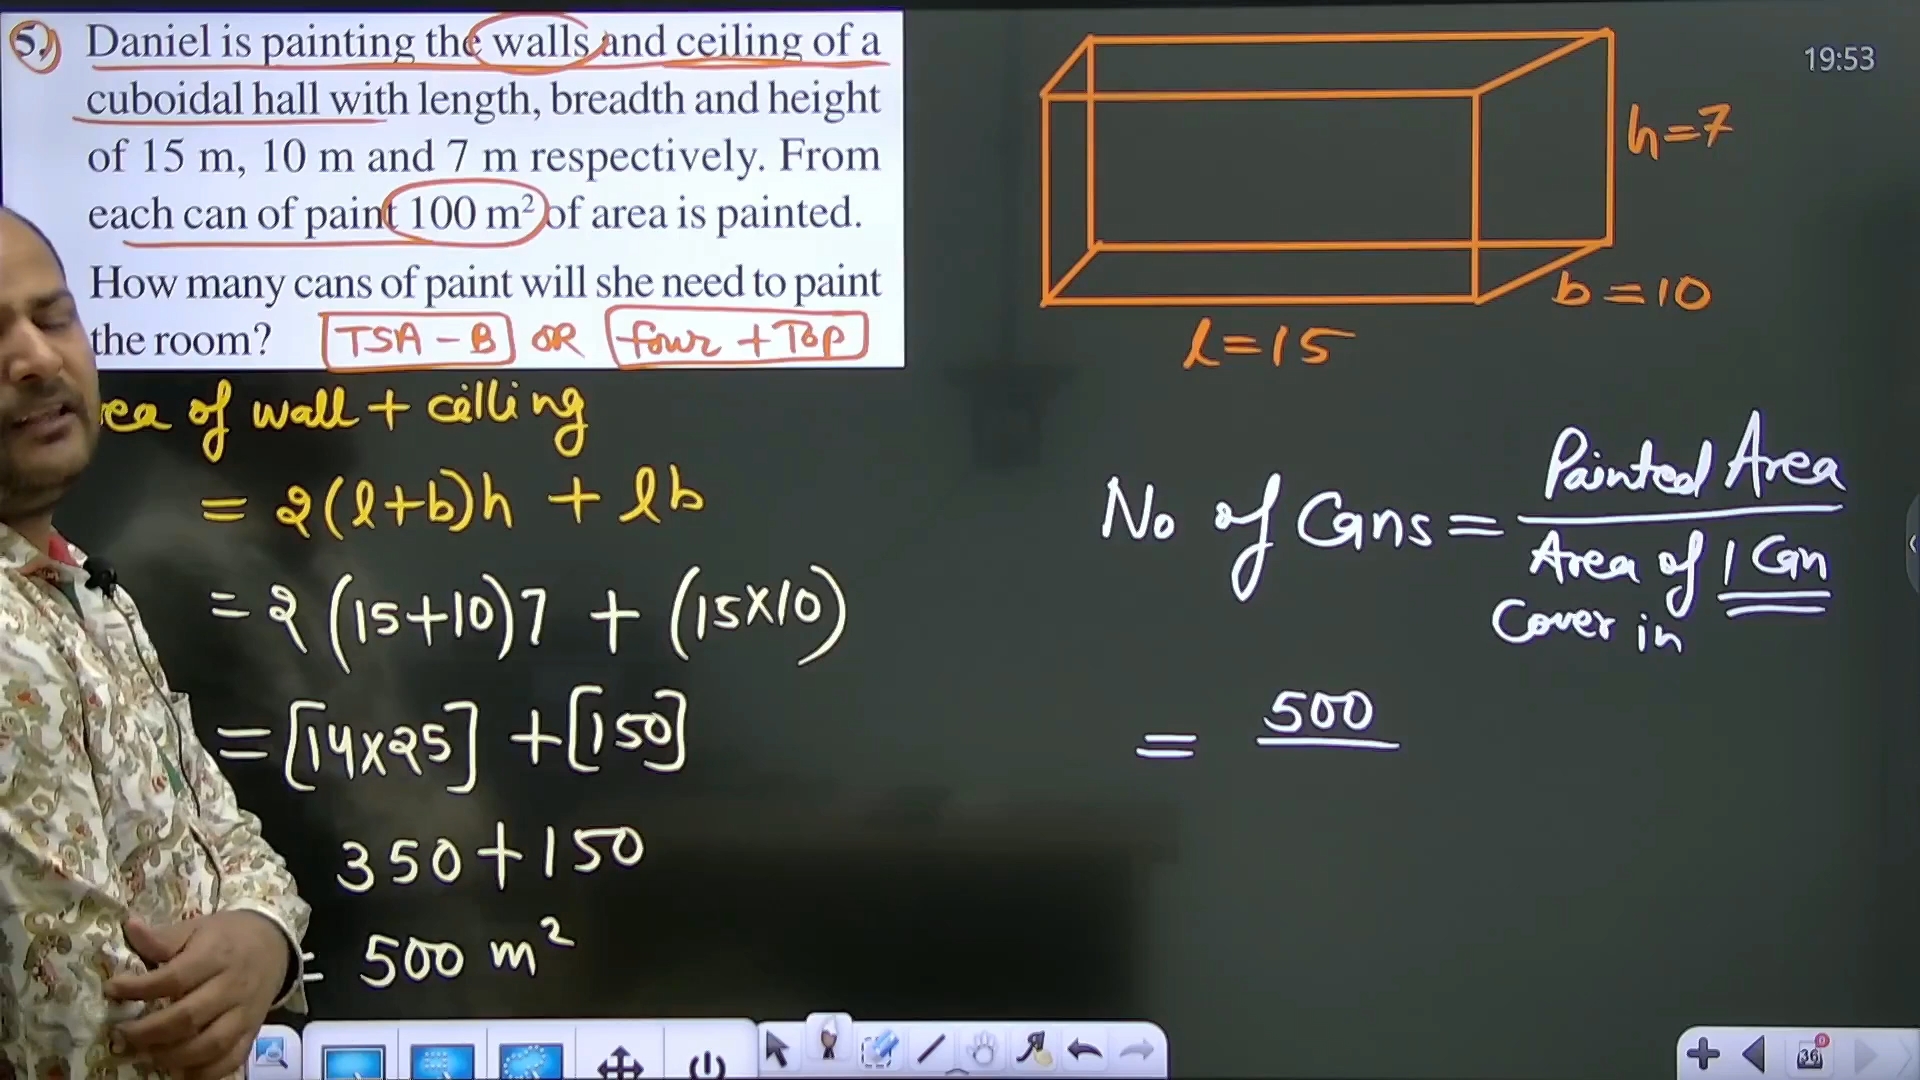 5. Daniel is painting the walls and ceiling of a
cuboidal hall with length, breadth and height
of 15 m, 10 m and 7 m respectively. From
each can of paint 100 m² of area is painted.
How many cans of paint will she need to paint
the room? TSA - B OR four + Top
19:53
h=7
b=10
l=15
rea of wall + cilling
= 2(l+b)h + lb
= 2(15+10)7 + (15×10)
= [14×25] + [150]
350+150
= 500 m²
No of Cans = Painted Area
Area of 1 Can
Cover in
= 500
36